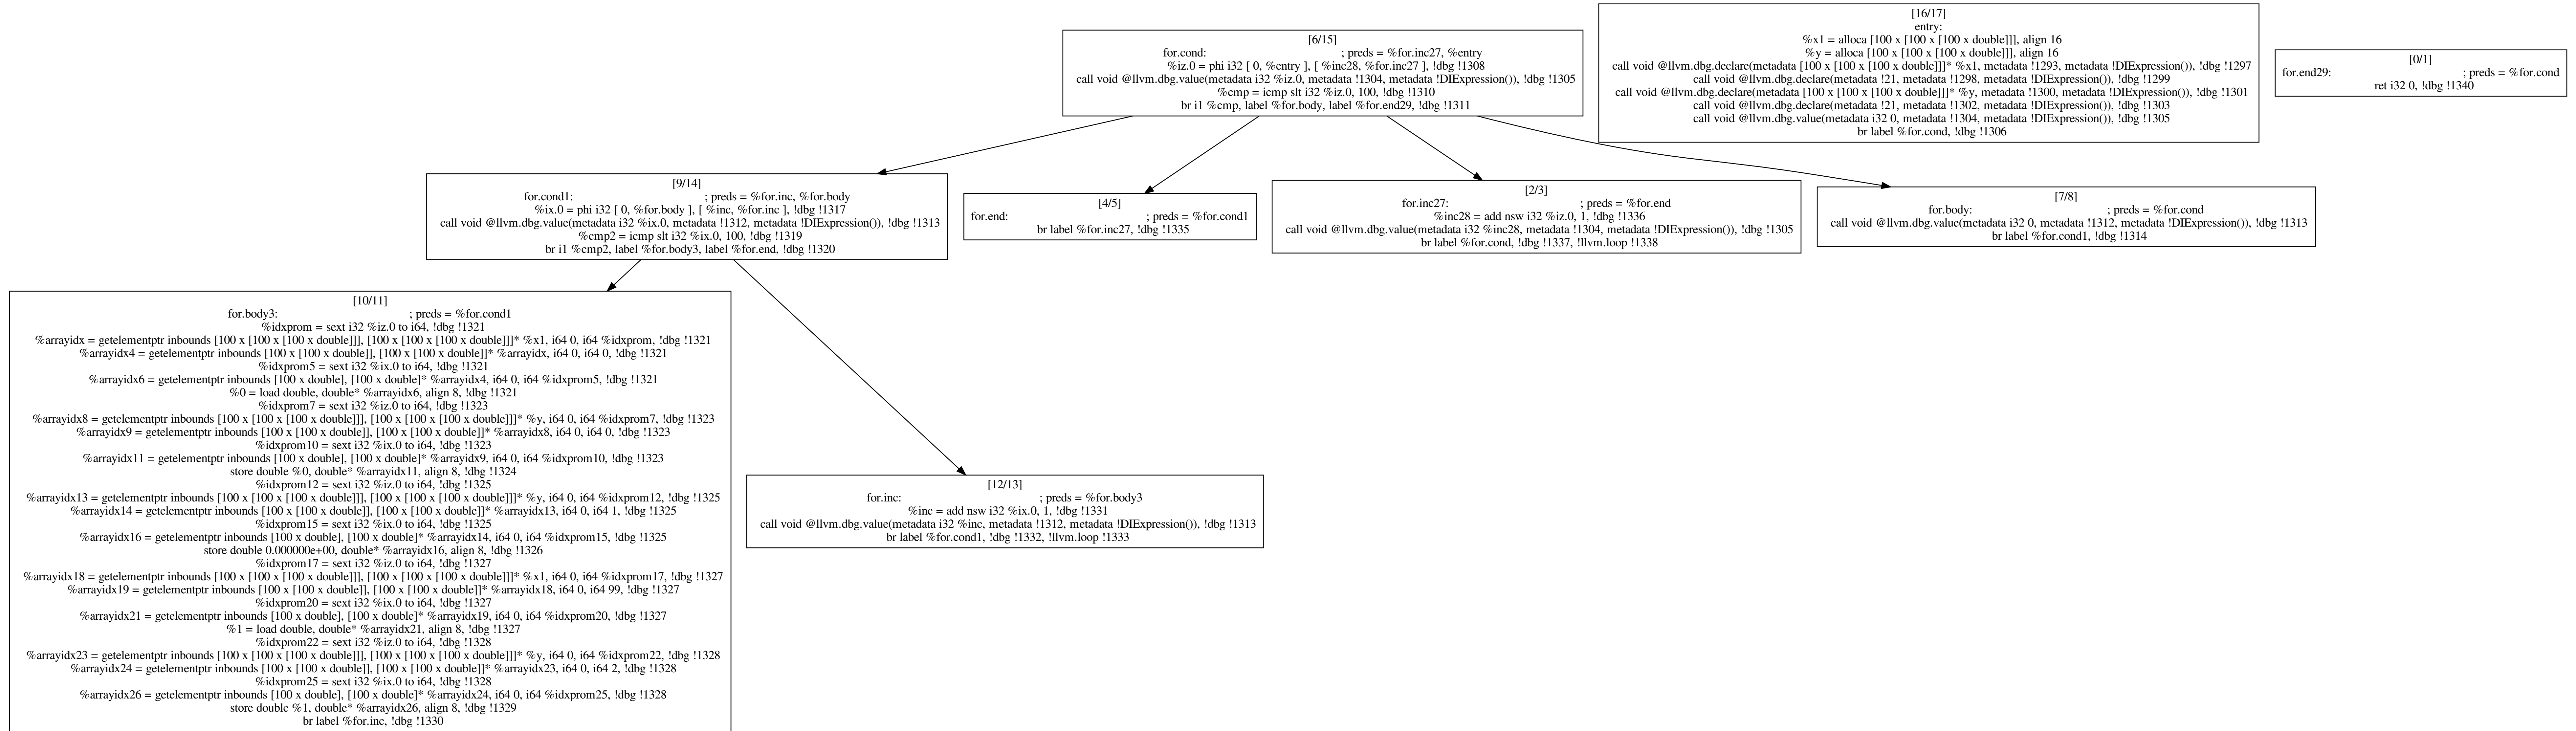 [6/15]
for.cond: ; preds = %for.inc27, %entry
%iz.0 = phi i32 [ 0, %entry ], [ %inc28, %for.inc27 ], !dbg !1308
call void @llvm.dbg.value(metadata i32 %iz.0, metadata !1304, metadata !DIExpression()), !dbg !1305
%cmp = icmp slt i32 %iz.0, 100, !dbg !1310
br i1 %cmp, label %for.body, label %for.end29, !dbg !1311
[16/17]
entry:
%x1 = alloca [100 x [100 x [100 x double]]], align 16
%y = alloca [100 x [100 x [100 x double]]], align 16
call void @llvm.dbg.declare(metadata [100 x [100 x [100 x double]]]* %x1, metadata !1293, metadata !DIExpression()), !dbg !1297
call void @llvm.dbg.declare(metadata !21, metadata !1298, metadata !DIExpression()), !dbg !1299
call void @llvm.dbg.declare(metadata [100 x [100 x [100 x double]]]* %y, metadata !1300, metadata !DIExpression()), !dbg !1301
call void @llvm.dbg.declare(metadata !21, metadata !1302, metadata !DIExpression()), !dbg !1303
call void @llvm.dbg.value(metadata i32 0, metadata !1304, metadata !DIExpression()), !dbg !1305
br label %for.cond, !dbg !1306
[0/1]
for.end29: ; preds = %for.cond
ret i32 0, !dbg !1340
[9/14]
for.cond1: ; preds = %for.inc, %for.body
%ix.0 = phi i32 [ 0, %for.body ], [ %inc, %for.inc ], !dbg !1317
call void @llvm.dbg.value(metadata i32 %ix.0, metadata !1312, metadata !DIExpression()), !dbg !1313
%cmp2 = icmp slt i32 %ix.0, 100, !dbg !1319
br i1 %cmp2, label %for.body3, label %for.end, !dbg !1320
[4/5]
for.end: ; preds = %for.cond1
br label %for.inc27, !dbg !1335
[2/3]
for.inc27: ; preds = %for.end
%inc28 = add nsw i32 %iz.0, 1, !dbg !1336
call void @llvm.dbg.value(metadata i32 %inc28, metadata !1304, metadata !DIExpression()), !dbg !1305
br label %for.cond, !dbg !1337, !llvm.loop !1338
[7/8]
for.body: ; preds = %for.cond
call void @llvm.dbg.value(metadata i32 0, metadata !1312, metadata !DIExpression()), !dbg !1313
br label %for.cond1, !dbg !1314
[10/11]
for.body3: ; preds = %for.cond1
%idxprom = sext i32 %iz.0 to i64, !dbg !1321
%arrayidx = getelementptr inbounds [100 x [100 x [100 x double]]], [100 x [100 x [100 x double]]]* %x1, i64 0, i64 %idxprom, !dbg !1321
%arrayidx4 = getelementptr inbounds [100 x [100 x double]], [100 x [100 x double]]* %arrayidx, i64 0, i64 0, !dbg !1321
%idxprom5 = sext i32 %ix.0 to i64, !dbg !1321
%arrayidx6 = getelementptr inbounds [100 x double], [100 x double]* %arrayidx4, i64 0, i64 %idxprom5, !dbg !1321
%0 = load double, double* %arrayidx6, align 8, !dbg !1321
%idxprom7 = sext i32 %iz.0 to i64, !dbg !1323
%arrayidx8 = getelementptr inbounds [100 x [100 x [100 x double]]], [100 x [100 x [100 x double]]]* %y, i64 0, i64 %idxprom7, !dbg !1323
%arrayidx9 = getelementptr inbounds [100 x [100 x double]], [100 x [100 x double]]* %arrayidx8, i64 0, i64 0, !dbg !1323
%idxprom10 = sext i32 %ix.0 to i64, !dbg !1323
%arrayidx11 = getelementptr inbounds [100 x double], [100 x double]* %arrayidx9, i64 0, i64 %idxprom10, !dbg !1323
store double %0, double* %arrayidx11, align 8, !dbg !1324
%idxprom12 = sext i32 %iz.0 to i64, !dbg !1325
%arrayidx13 = getelementptr inbounds [100 x [100 x [100 x double]]], [100 x [100 x [100 x double]]]* %y, i64 0, i64 %idxprom12, !dbg !1325
%arrayidx14 = getelementptr inbounds [100 x [100 x double]], [100 x [100 x double]]* %arrayidx13, i64 0, i64 1, !dbg !1325
%idxprom15 = sext i32 %ix.0 to i64, !dbg !1325
%arrayidx16 = getelementptr inbounds [100 x double], [100 x double]* %arrayidx14, i64 0, i64 %idxprom15, !dbg !1325
store double 0.000000e+00, double* %arrayidx16, align 8, !dbg !1326
%idxprom17 = sext i32 %iz.0 to i64, !dbg !1327
%arrayidx18 = getelementptr inbounds [100 x [100 x [100 x double]]], [100 x [100 x [100 x double]]]* %x1, i64 0, i64 %idxprom17, !dbg !1327
%arrayidx19 = getelementptr inbounds [100 x [100 x double]], [100 x [100 x double]]* %arrayidx18, i64 0, i64 99, !dbg !1327
%idxprom20 = sext i32 %ix.0 to i64, !dbg !1327
%arrayidx21 = getelementptr inbounds [100 x double], [100 x double]* %arrayidx19, i64 0, i64 %idxprom20, !dbg !1327
%1 = load double, double* %arrayidx21, align 8, !dbg !1327
%idxprom22 = sext i32 %iz.0 to i64, !dbg !1328
%arrayidx23 = getelementptr inbounds [100 x [100 x [100 x double]]], [100 x [100 x [100 x double]]]* %y, i64 0, i64 %idxprom22, !dbg !1328
%arrayidx24 = getelementptr inbounds [100 x [100 x double]], [100 x [100 x double]]* %arrayidx23, i64 0, i64 2, !dbg !1328
%idxprom25 = sext i32 %ix.0 to i64, !dbg !1328
%arrayidx26 = getelementptr inbounds [100 x double], [100 x double]* %arrayidx24, i64 0, i64 %idxprom25, !dbg !1328
store double %1, double* %arrayidx26, align 8, !dbg !1329
br label %for.inc, !dbg !1330
[12/13]
for.inc: ; preds = %for.body3
%inc = add nsw i32 %ix.0, 1, !dbg !1331
call void @llvm.dbg.value(metadata i32 %inc, metadata !1312, metadata !DIExpression()), !dbg !1313
br label %for.cond1, !dbg !1332, !llvm.loop !1333